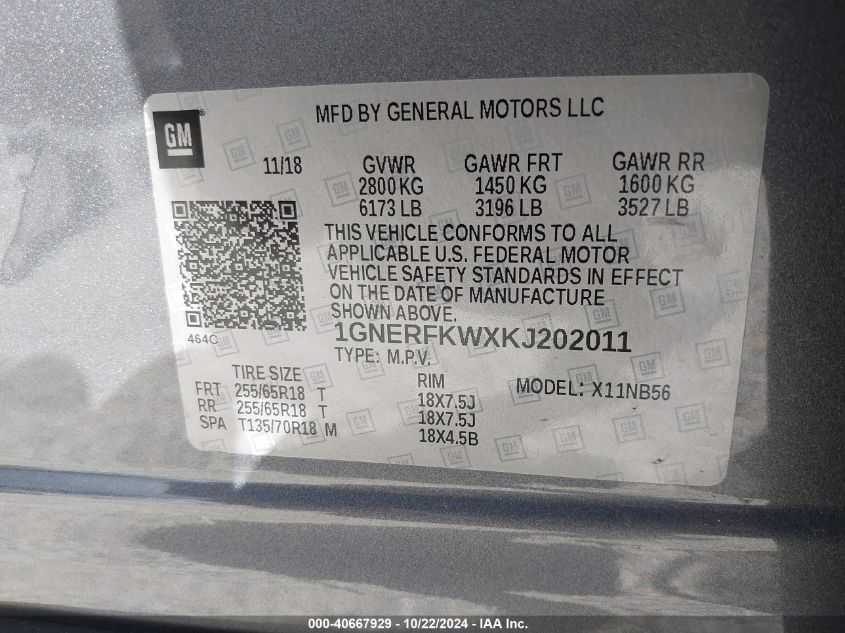 MFD BY GENERAL MOTORS LLC
GM
11/18 GVWR GAWR FRT GAWR RR
2800 KG 1450 KG 1600 KG
6173 LB 3196 LB 3527 LB
THIS VEHICLE CONFORMS TO ALL
APPLICABLE U.S. FEDERAL MOTOR
VEHICLE SAFETY STANDARDS IN EFFECT
ON THE DATE OF MANUFACTURE
SHOWN ABOVE.
464C
1GNERFKWXKJ202011
TYPE: M.P.V.
TIRE SIZE RIM MODEL: X11NB56
FRT 255/65R18 T 18X7.5J
RR 255/65R18 T 18X7.5J
SPA T135/70R18 M 18X4.5B
000-40667929 - 10/22/2024 - IAA Inc.